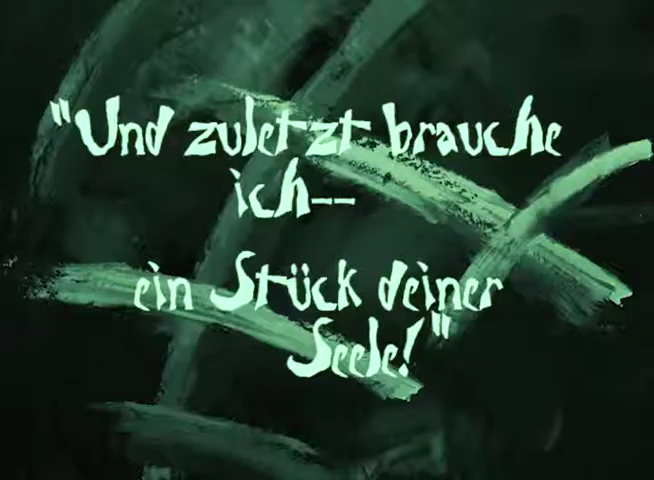 "Und zuletzt brauche
ich--
ein Stück deiner
Seele!"